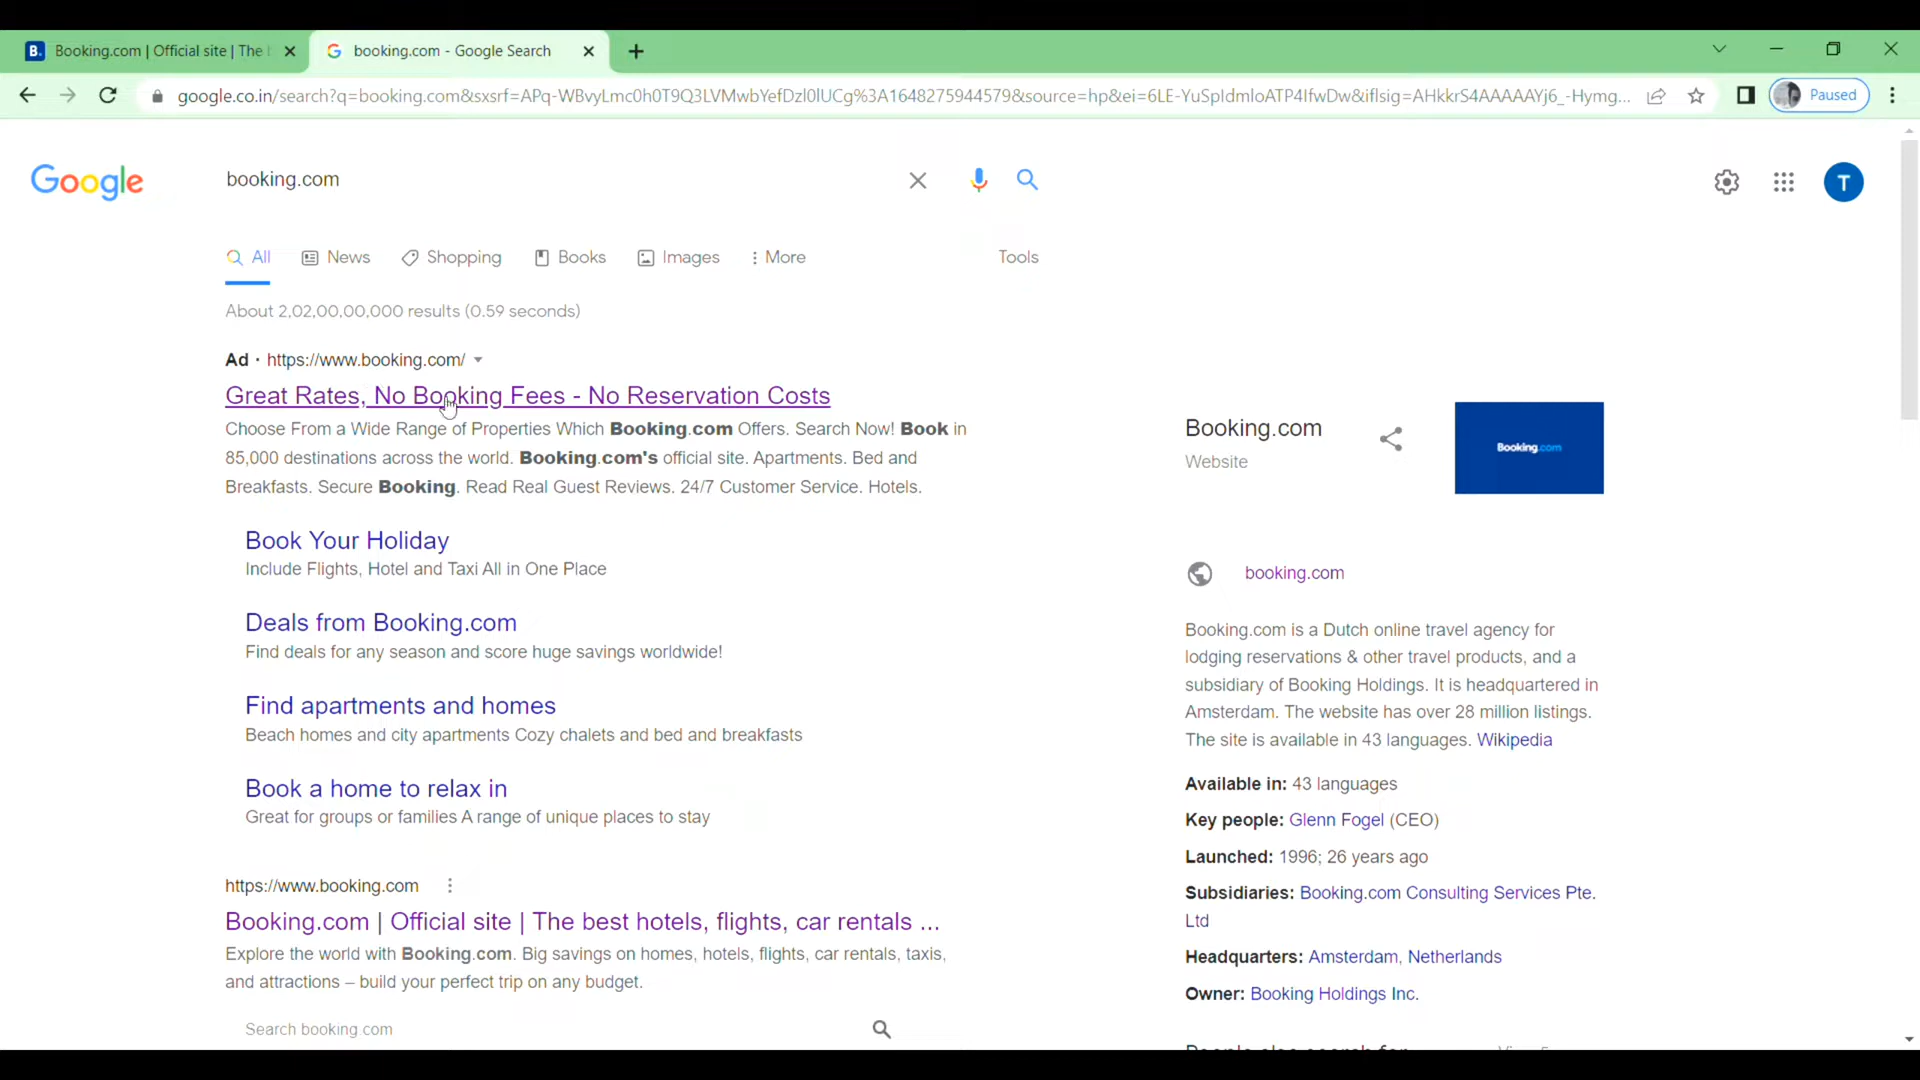 B. Booking.com | Official site | The
booking.com - Google Search
google.co.in/search?q=booking.com&sxsrf=APq-WBvyLmc0h0T9Q3LVMwbYefDzl0lUCg%3A1648275944579&source=hp&ei=6LE-YuSpIdmloATP4IfwDw&iflsig=AHkkrS4AAAAAYj6_-Hymg...
Paused
Google
booking.com
T
All
News
Shopping
Books
Images
More
Tools
About 2,02,00,00,000 results (0.59 seconds)
Ad · https://www.booking.com/
Great Rates, No Booking Fees - No Reservation Costs
Choose From a Wide Range of Properties Which Booking.com Offers. Search Now! Book in
85,000 destinations across the world. Booking.com's official site. Apartments. Bed and
Breakfasts. Secure Booking. Read Real Guest Reviews. 24/7 Customer Service. Hotels.
Book Your Holiday
Include Flights, Hotel and Taxi All in One Place
Deals from Booking.com
Find deals for any season and score huge savings worldwide!
Find apartments and homes
Beach homes and city apartments Cozy chalets and bed and breakfasts
Book a home to relax in
Great for groups or families A range of unique places to stay
https://www.booking.com
Booking.com | Official site | The best hotels, flights, car rentals ...
Explore the world with Booking.com. Big savings on homes, hotels, flights, car rentals, taxis,
and attractions – build your perfect trip on any budget.
Search booking.com
Booking.com
Website
Booking.com
booking.com
Booking.com is a Dutch online travel agency for
lodging reservations & other travel products, and a
subsidiary of Booking Holdings. It is headquartered in
Amsterdam. The website has over 28 million listings.
The site is available in 43 languages. Wikipedia
Available in: 43 languages
Key people: Glenn Fogel (CEO)
Launched: 1996; 26 years ago
Subsidiaries: Booking.com Consulting Services Pte.
Ltd
Headquarters: Amsterdam, Netherlands
Owner: Booking Holdings Inc.
People also search for